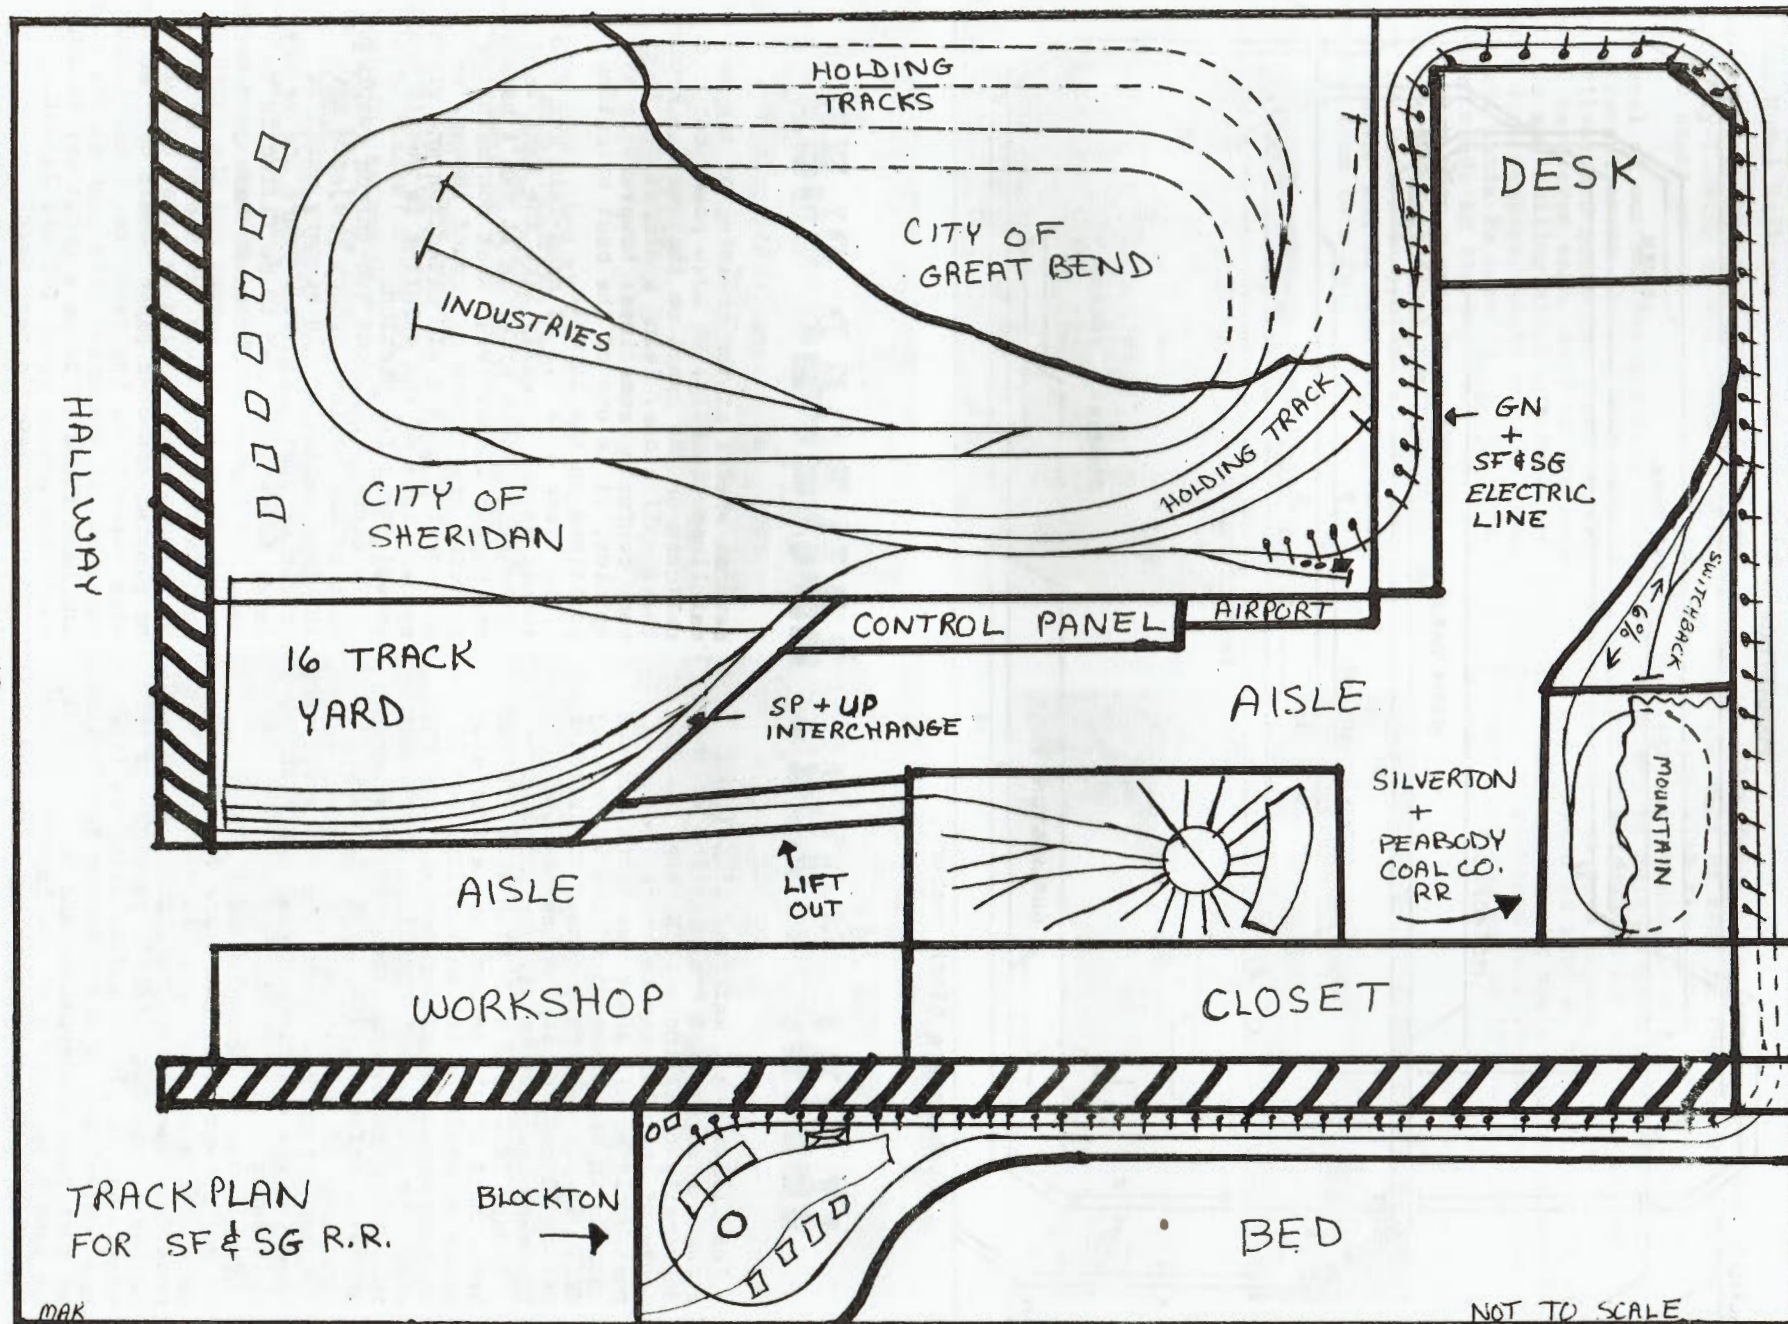 HOLDING
TRACKS
DESK
CITY OF
GREAT BEND
INDUSTRIES
HOLDING TRACK
GN
+
SF & SG
ELECTRIC
LINE
HALLWAY
CITY OF
SHERIDAN
SWITCHBACK
6%
CONTROL PANEL
AIRPORT
16 TRACK
YARD
SP + UP
INTERCHANGE
AISLE
MOUNTAIN
SILVERTON
+
PEABODY
COAL CO.
RR
AISLE
LIFT
OUT
WORKSHOP
CLOSET
TRACK PLAN
FOR SF & SG R.R.
BLOCKTON
BED
MAK
NOT TO SCALE